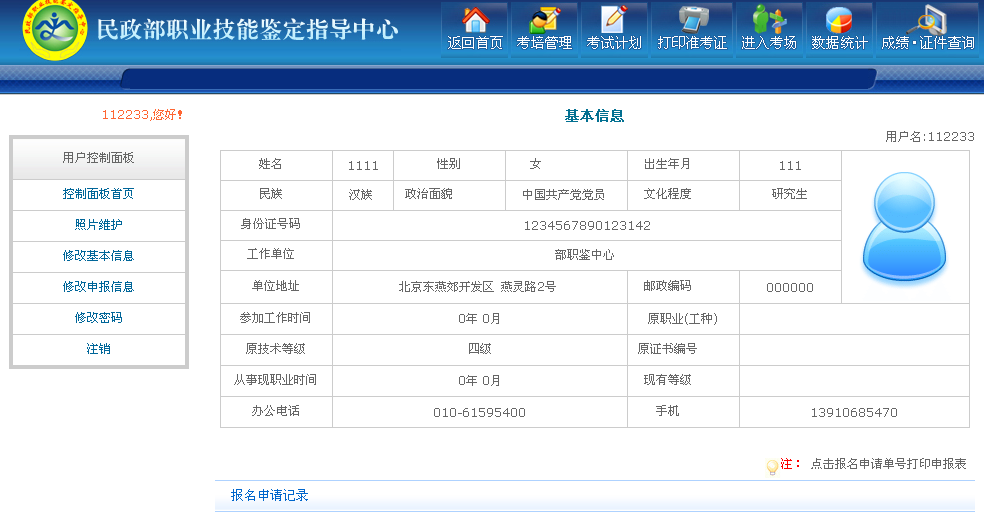 民政部职业技能鉴定指导中心
返回首页 考培管理 考试计划 打印准考证 进入考场 数据统计 成绩·证件查询
112233,您好!
基本信息
用户名:112233
用户控制面板
控制面板首页
照片维护
修改基本信息
修改申报信息
修改密码
注销
姓名 1111 性别 女 出生年月 111
民族 汉族 政治面貌 中国共产党党员 文化程度 研究生
身份证号码 1234567890123142
工作单位 部职鉴中心
单位地址 北京东燕郊开发区 燕灵路2号 邮政编码 000000
参加工作时间 0年 0月 原职业(工种)
原技术等级 四级 原证书编号
从事现职业时间 0年 0月 现有等级
办公电话 010-61595400 手机 13910685470
注： 点击报名申请单号打印申报表
报名申请记录